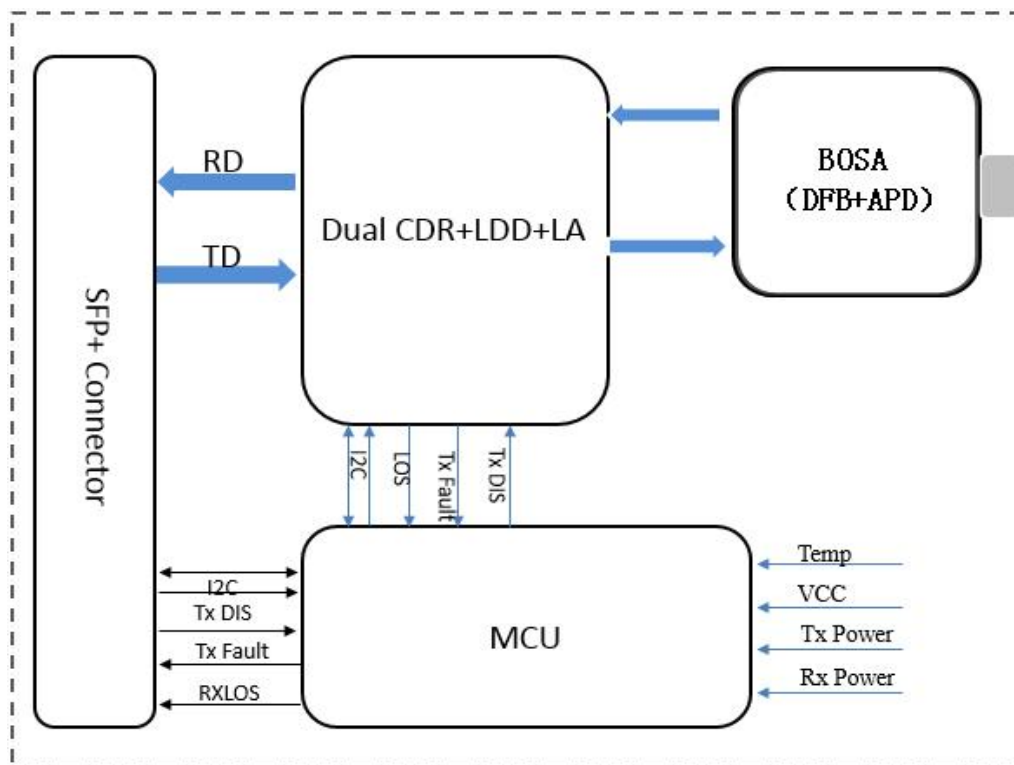 RD
TD
SFP+ Connector
Dual CDR+LDD+LA
BOSA
(DFB+APD)
I2C
LOS
Tx Fault
Tx DIS
I2C
Tx DIS
Tx Fault
RXLOS
MCU
Temp
VCC
Tx Power
Rx Power